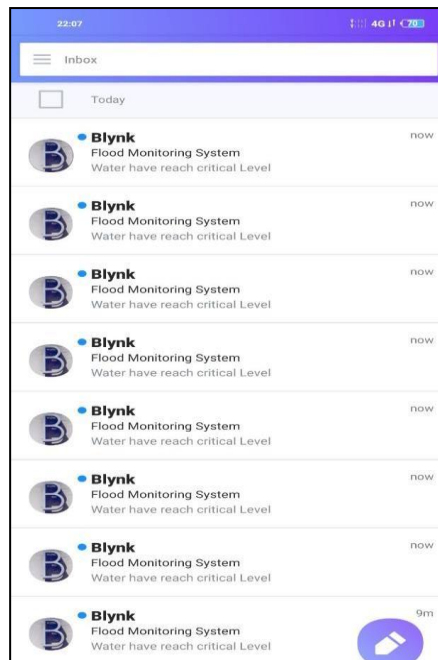 22:07 4G 70
Inbox
Today
Blynk now
Flood Monitoring System
Water have reach critical Level
Blynk now
Flood Monitoring System
Water have reach critical Level
Blynk now
Flood Monitoring System
Water have reach critical Level
Blynk now
Flood Monitoring System
Water have reach critical Level
Blynk now
Flood Monitoring System
Water have reach critical Level
Blynk now
Flood Monitoring System
Water have reach critical Level
Blynk now
Flood Monitoring System
Water have reach critical Level
Blynk 9m
Flood Monitoring System
Water have reach critical Level